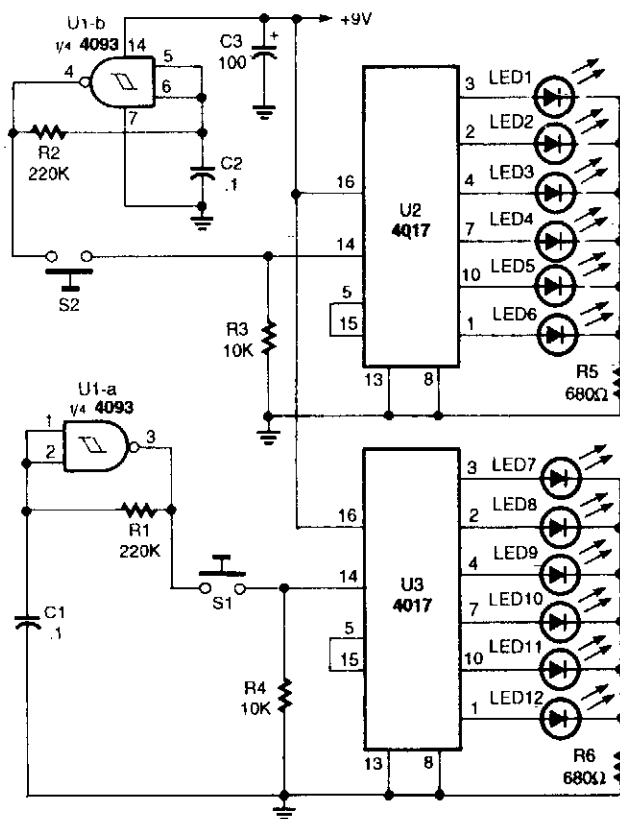 U1-b
1/4 4093
14
4
5
6
7
C3
100
+
+9V
R2
220K
C2
.1
S2
R3
10K
16
14
5
15
13
8
U2
4017
3
2
4
7
10
1
LED1
LED2
LED3
LED4
LED5
LED6
R5
680Ω
U1-a
1/4 4093
1
2
3
R1
220K
C1
.1
S1
R4
10K
16
14
5
15
13
8
U3
4017
3
2
4
7
10
1
LED7
LED8
LED9
LED10
LED11
LED12
R6
680Ω